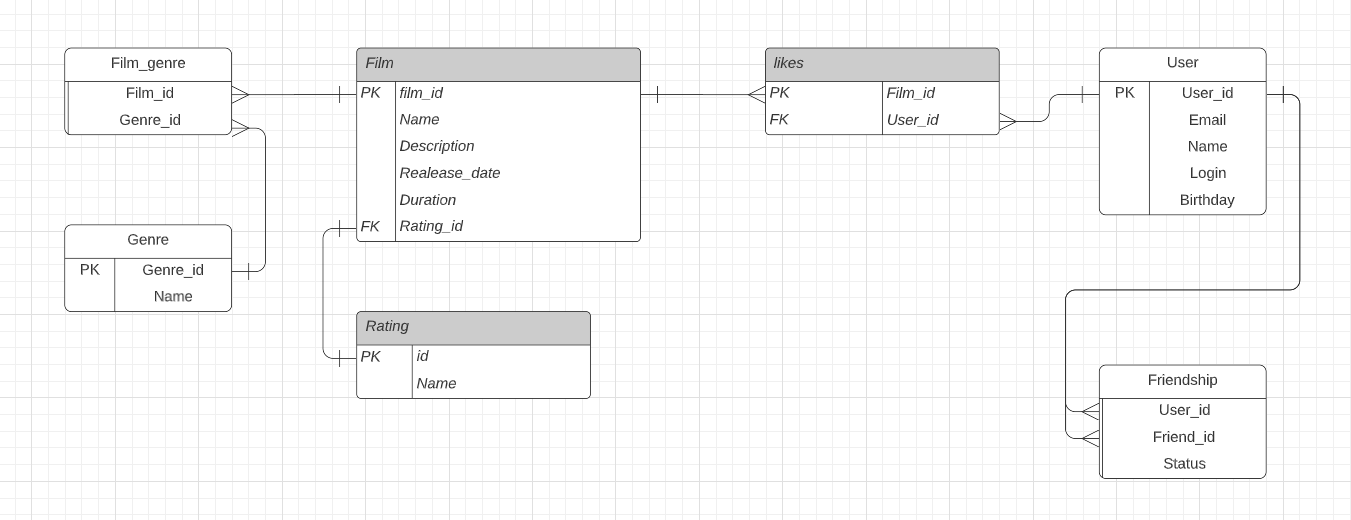 Film_genre
Film_id
Genre_id
Genre
PK Genre_id
Name
Film
PK film_id
Name
Description
Realease_date
Duration
FK Rating_id
Rating
PK id
Name
likes
PK Film_id
FK User_id
User
PK User_id
Email
Name
Login
Birthday
Friendship
User_id
Friend_id
Status